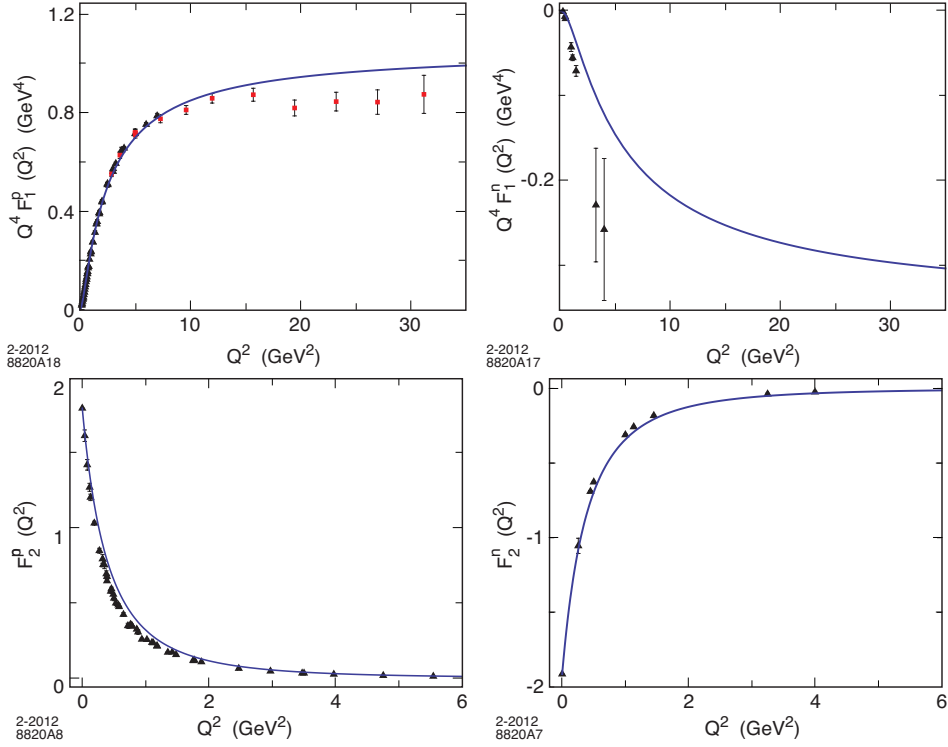 1.2
0.8
0.4
0
Q⁴ F₁ᵖ (Q²) (GeV⁴)
0 10 20 30
Q² (GeV²)
2-2012
8820A18
0
-0.2
Q⁴ F₁ⁿ (Q²) (GeV⁴)
0 10 20 30
Q² (GeV²)
2-2012
8820A17
2
1
0
F₂ᵖ (Q²)
0 2 4 6
Q² (GeV²)
2-2012
8820A8
0
-1
-2
F₂ⁿ (Q²)
0 2 4 6
Q² (GeV²)
2-2012
8820A7